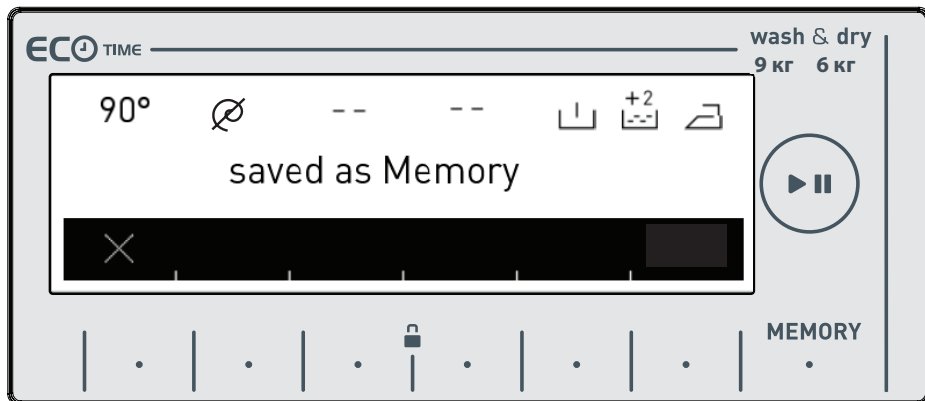 ECO TIME
wash & dry
9 кг 6 кг
90° -- --
+2
saved as Memory
MEMORY